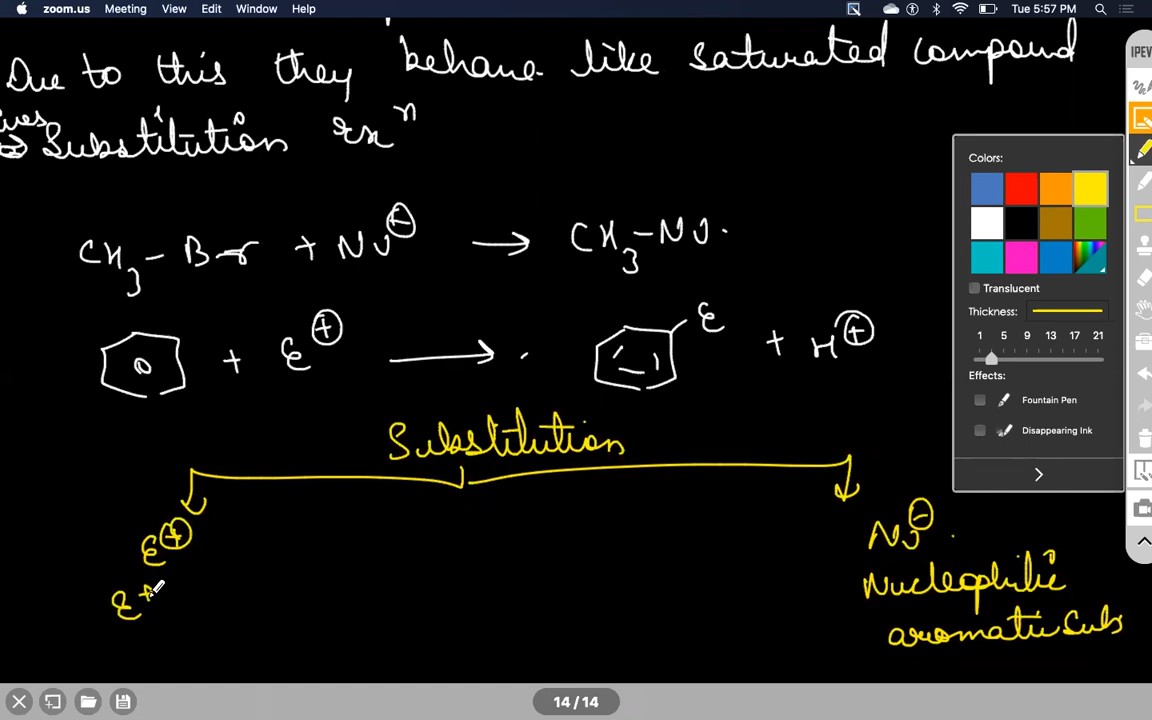 zoom.us Meeting View Edit Window Help Tue 5:57 PM
Due to this they behave like saturated compound
Substitution rxn
CH3-Br + Nu⊖ → CH3-Nu.
+ E⊕ → E + H⊕
Substitution
E⊕
Nu⊖
Nucleophilic
aromatic Subs
IPEV
Colors:
Translucent
Thickness:
1 5 9 13 17 21
Effects:
Fountain Pen
Disappearing Ink
14 / 14